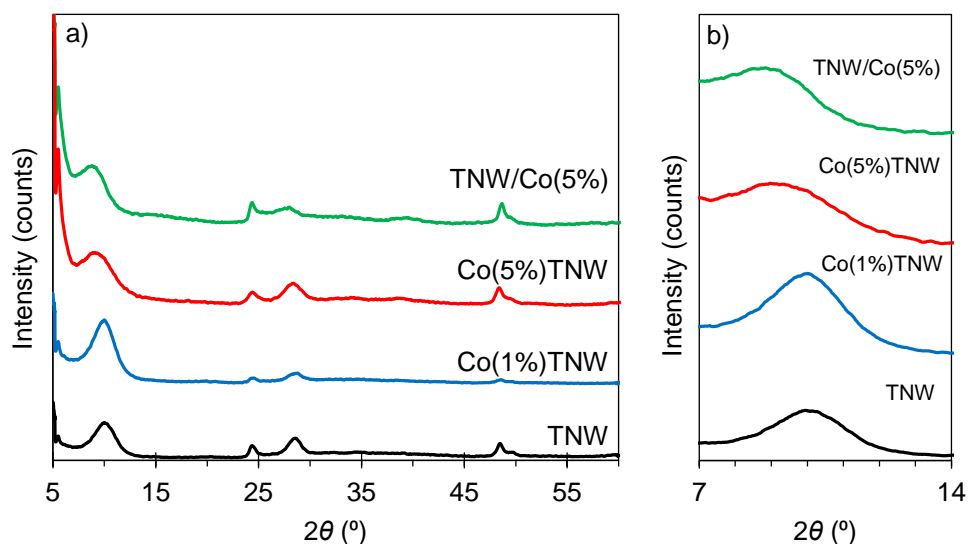 a)
TNW/Co(5%)
Co(5%)TNW
Co(1%)TNW
TNW
Intensity (counts)
5 15 25 35 45 55
2θ (º)
b)
TNW/Co(5%)
Co(5%)TNW
Co(1%)TNW
TNW
Intensity (counts)
7 14
2θ (º)